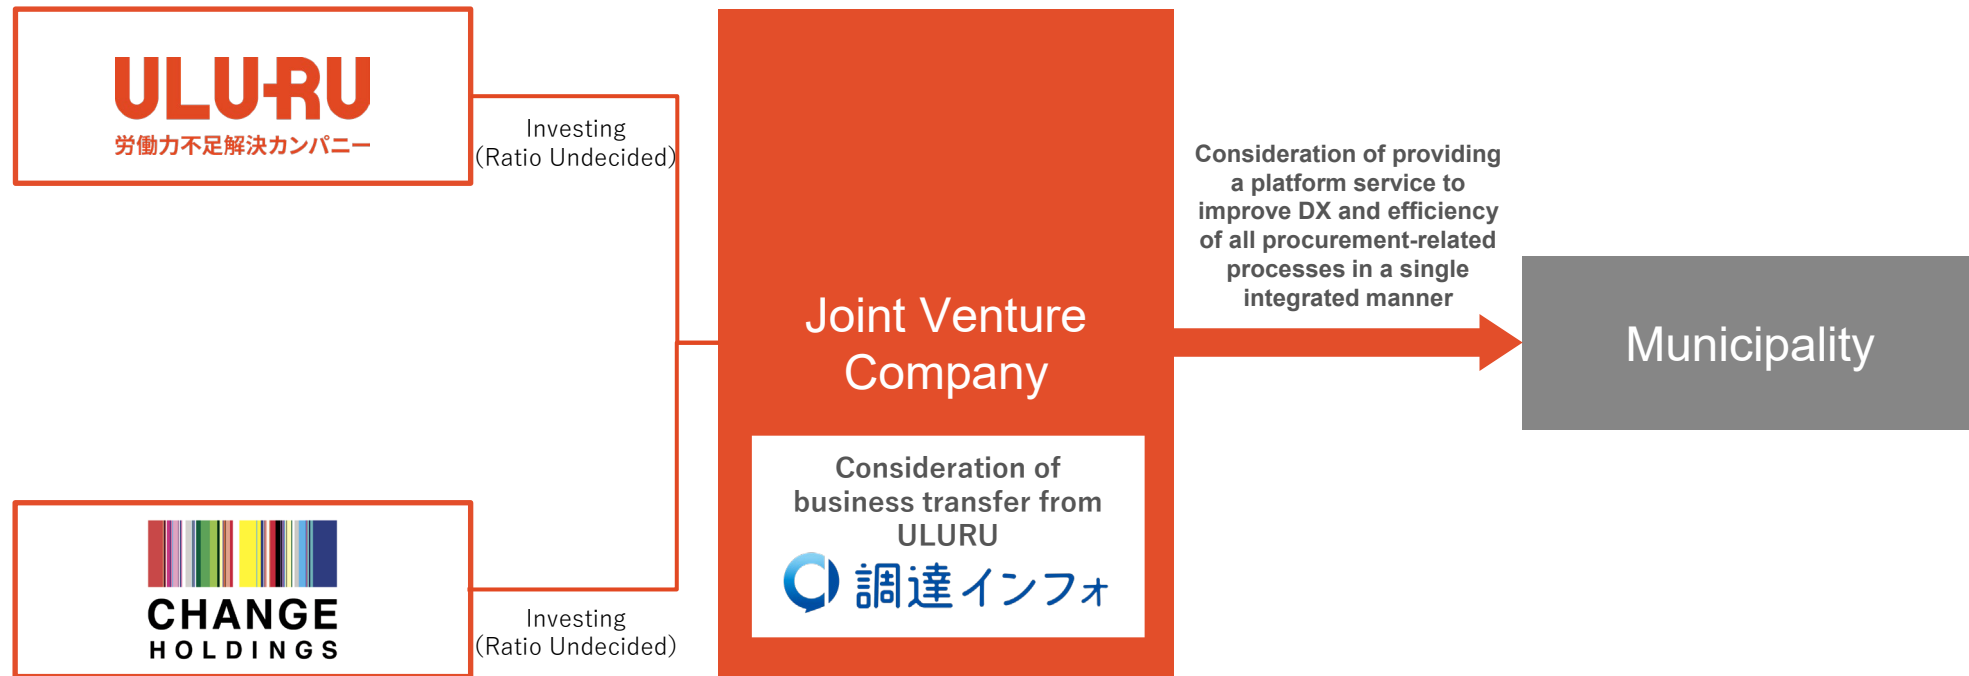 ULURU
労働力不足解決カンパニー
Investing
(Ratio Undecided)
CHANGE
HOLDINGS
Investing
(Ratio Undecided)
Joint Venture
Company
Consideration of
business transfer from
ULURU
調達インフォ
Consideration of providing
a platform service to
improve DX and efficiency
of all procurement-related
processes in a single
integrated manner
Municipality